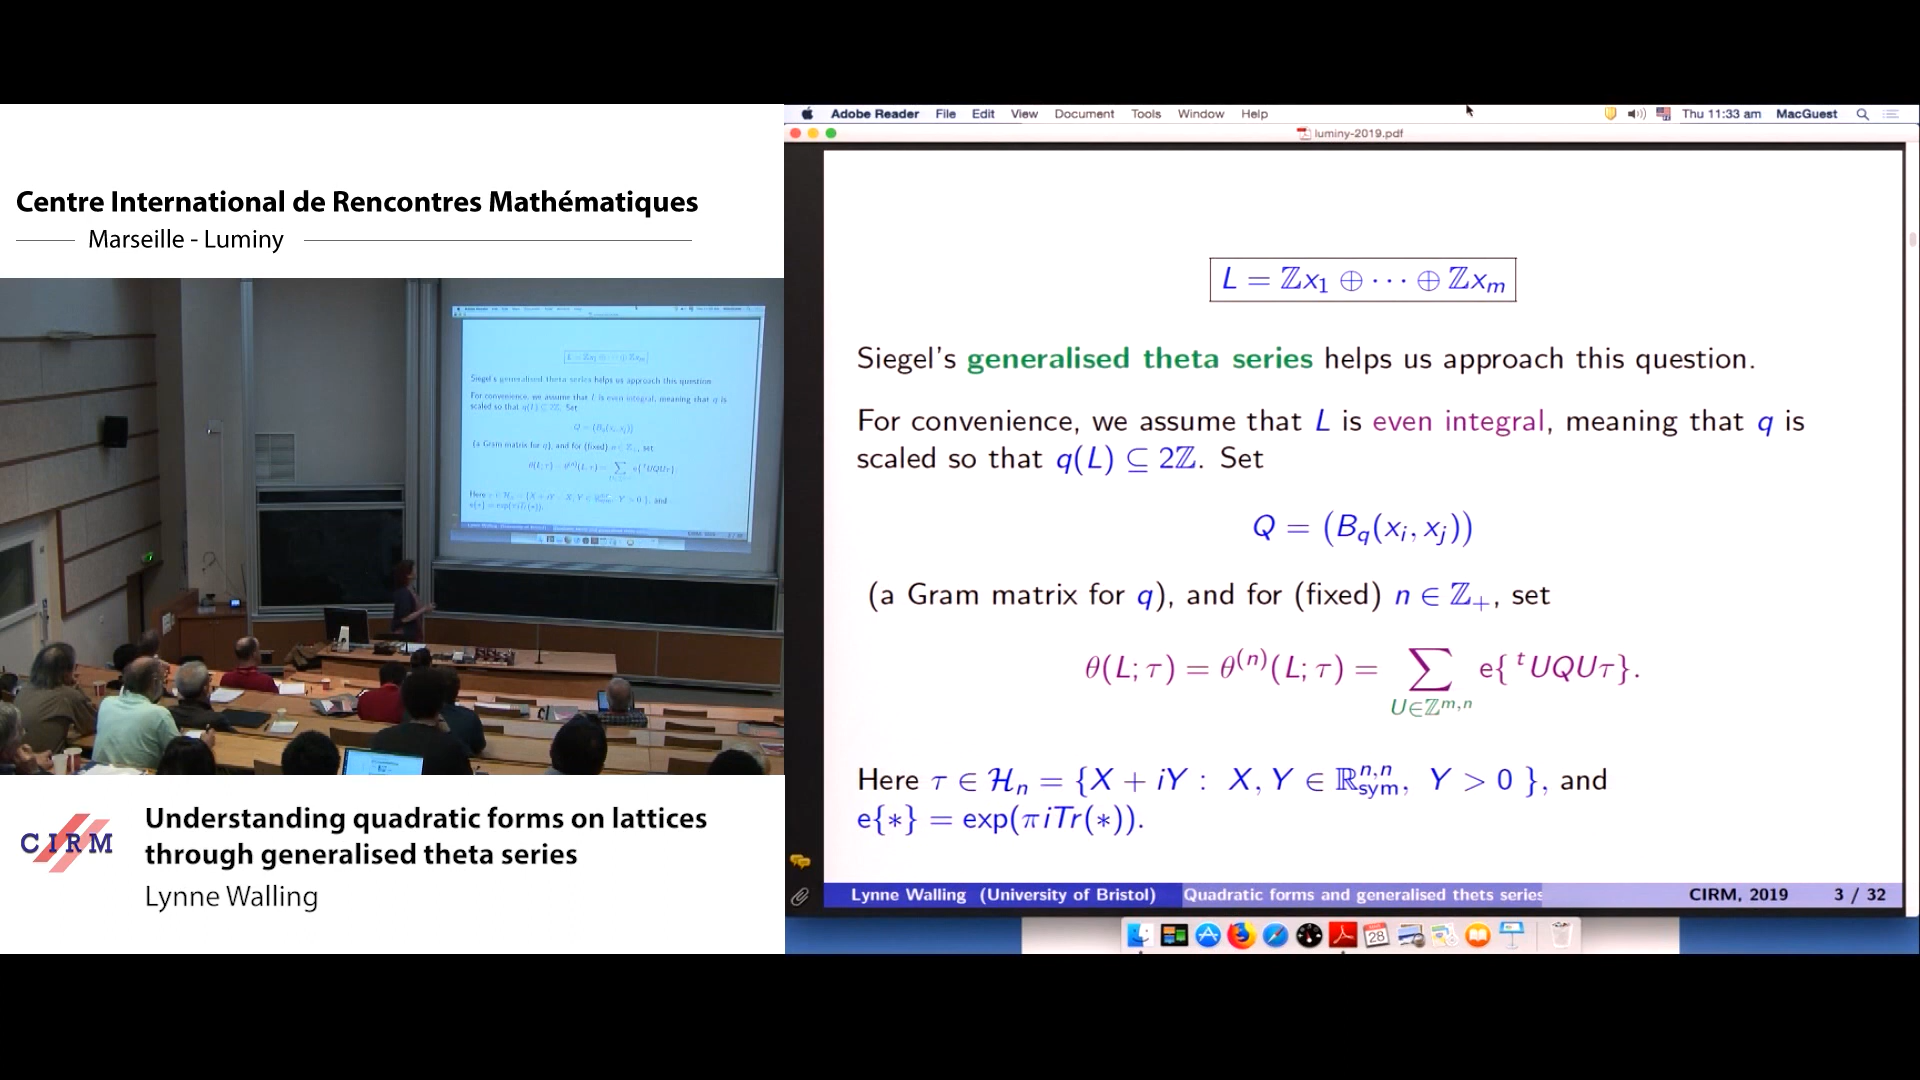 Centre International de Rencontres Mathématiques
Marseille - Luminy
CIRM
Understanding quadratic forms on lattices
through generalised theta series
Lynne Walling
Adobe Reader File Edit View Document Tools Window Help Thu 11:33 am MacGuest
luminy-2019.pdf
L = ℤx₁ ⊕ ··· ⊕ ℤxₘ
Siegel's generalised theta series helps us approach this question.
For convenience, we assume that L is even integral, meaning that q is
scaled so that q(L) ⊆ 2ℤ. Set
Q = (B_q(x_i, x_j))
(a Gram matrix for q), and for (fixed) n ∈ ℤ₊, set
θ(L; τ) = θ⁽ⁿ⁾(L; τ) = ∑_{U∈ℤ^{m,n}} e{ ᵗUQUτ}.
Here τ ∈ ℋₙ = {X + iY : X, Y ∈ ℝ^{n,n}_{sym}, Y > 0 }, and
e{∗} = exp(πiTr(∗)).
Lynne Walling (University of Bristol) Quadratic forms and generalised thets series CIRM, 2019 3 / 32
28